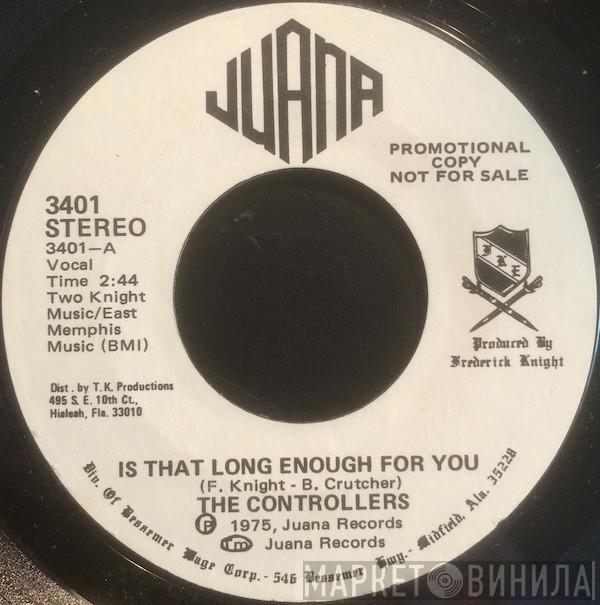 JUANA
PROMOTIONAL
COPY
NOT FOR SALE
3401
STEREO
3401-A
Vocal
Time 2:44
Two Knight
Music/East
Memphis
Music (BMI)
FKE
Produced By
Frederick Knight
Dist. by T.K. Productions
495 S. E. 10th Ct.,
Hialeah, Fla. 33010
IS THAT LONG ENOUGH FOR YOU
(F. Knight - B. Crutcher)
THE CONTROLLERS
Ⓟ 1975, Juana Records
tm Juana Records
Div. Of Bessemer Wage Corp. - 546 Bessemer Hwy. - Midfield, Ala. 35228
МАРКЕТ ВИНИЛА